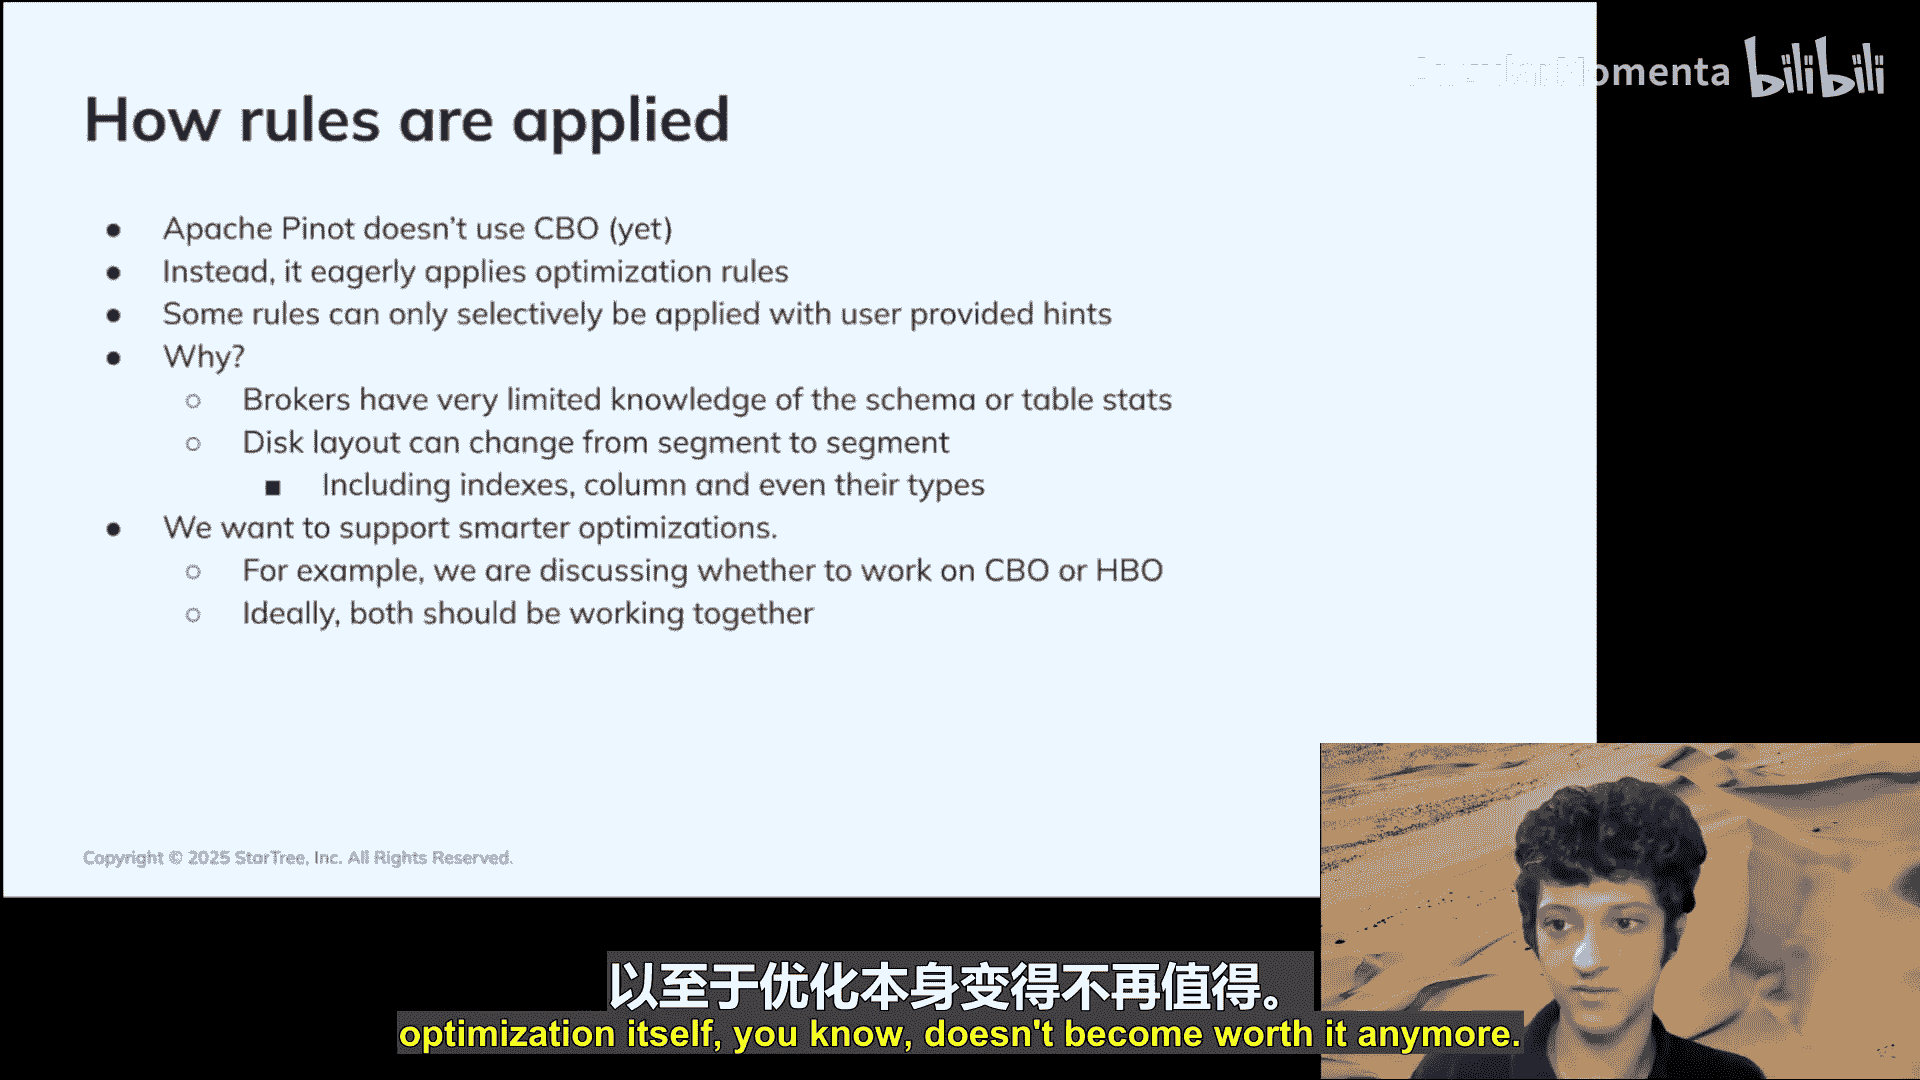 omenta bilibili
How rules are applied
● Apache Pinot doesn't use CBO (yet)
● Instead, it eagerly applies optimization rules
● Some rules can only selectively be applied with user provided hints
● Why?
○ Brokers have very limited knowledge of the schema or table stats
○ Disk layout can change from segment to segment
■ Including indexes, column and even their types
● We want to support smarter optimizations.
○ For example, we are discussing whether to work on CBO or HBO
○ Ideally, both should be working together
Copyright © 2025 StarTree, Inc. All Rights Reserved.
以至于优化本身变得不再值得。
optimization itself, you know, doesn't become worth it anymore.